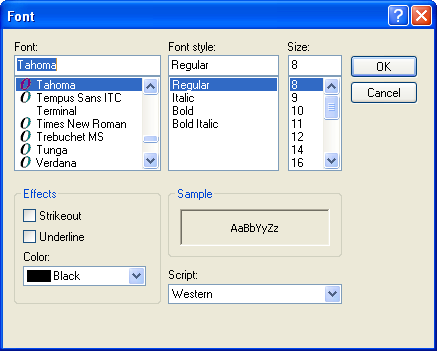 Font
Font: Font style: Size:
Tahoma Regular 8 OK
Tahoma Regular 8
Tempus Sans ITC Italic 9 Cancel
Terminal Bold 10
Times New Roman Bold Italic 11
Trebuchet MS 12
Tunga 14
Verdana 16
Effects Sample
Strikeout
Underline AaBbYyZz
Color:
Black Script:
Western